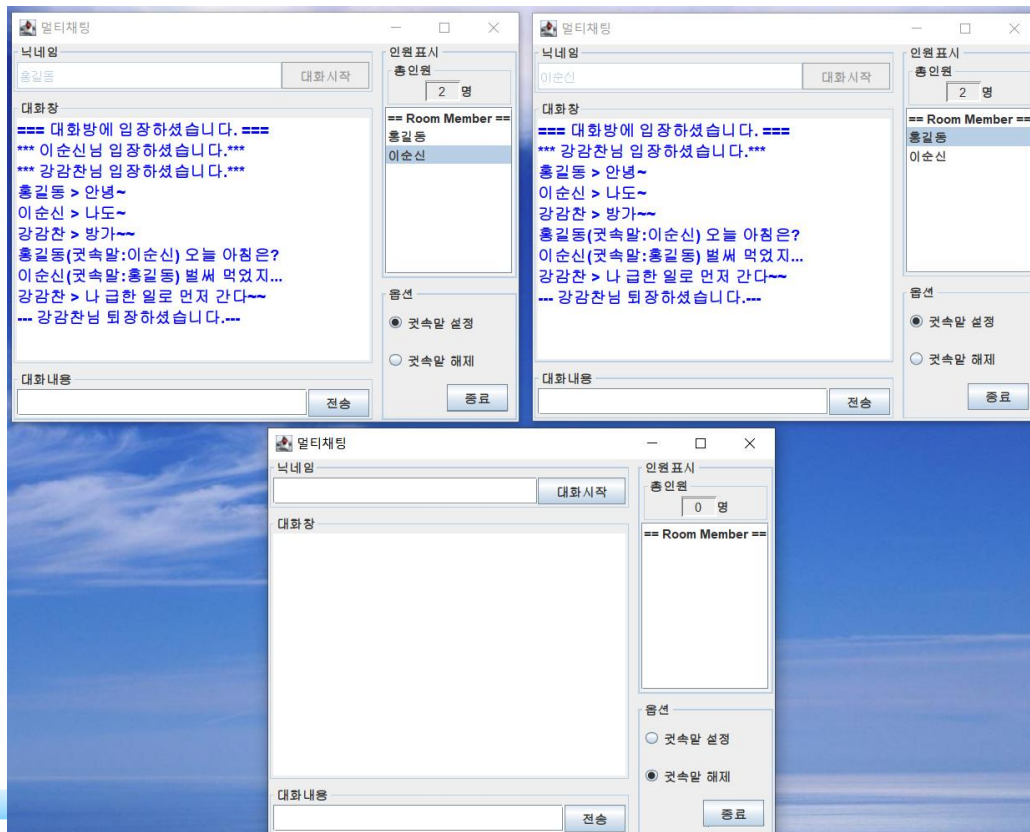 멀티채팅
닉네임
홍길동
대화시작
대화창
=== 대화방에 입장하셨습니다. ===
*** 이순신님 입장하셨습니다.***
*** 강감찬님 입장하셨습니다.***
홍길동 > 안녕~
이순신 > 나도~
강감찬 > 방가~~
홍길동(귓속말:이순신) 오늘 아침은?
이순신(귓속말:홍길동) 벌써 먹었지...
강감찬 > 나 급한 일로 먼저 간다~~
--- 강감찬님 퇴장하셨습니다.---
대화내용
전송
인원표시
총인원
2 명
== Room Member ==
홍길동
이순신
옵션
귓속말 설정
귓속말 해제
종료
멀티채팅
닉네임
이순신
대화시작
대화창
=== 대화방에 입장하셨습니다. ===
*** 강감찬님 입장하셨습니다.***
홍길동 > 안녕~
이순신 > 나도~
강감찬 > 방가~~
홍길동(귓속말:이순신) 오늘 아침은?
이순신(귓속말:홍길동) 벌써 먹었지...
강감찬 > 나 급한 일로 먼저 간다~~
--- 강감찬님 퇴장하셨습니다.---
대화내용
전송
인원표시
총인원
2 명
== Room Member ==
홍길동
이순신
옵션
귓속말 설정
귓속말 해제
종료
멀티채팅
닉네임
대화시작
대화창
대화내용
전송
인원표시
총인원
0 명
== Room Member ==
옵션
귓속말 설정
귓속말 해제
종료